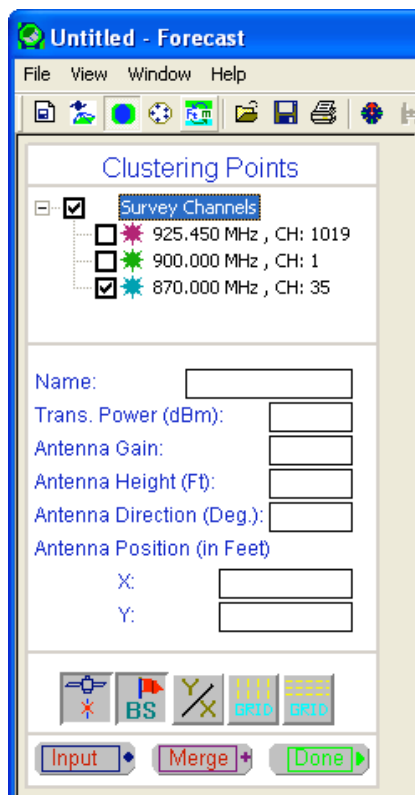 Untitled - Forecast
File View Window Help
Ft m
Clustering Points
Survey Channels
925.450 MHz , CH: 1019
900.000 MHz , CH: 1
870.000 MHz , CH: 35
Name:
Trans. Power (dBm):
Antenna Gain:
Antenna Height (Ft):
Antenna Direction (Deg.):
Antenna Position (in Feet)
X:
Y:
BS Y/X GRID GRID
Input Merge Done